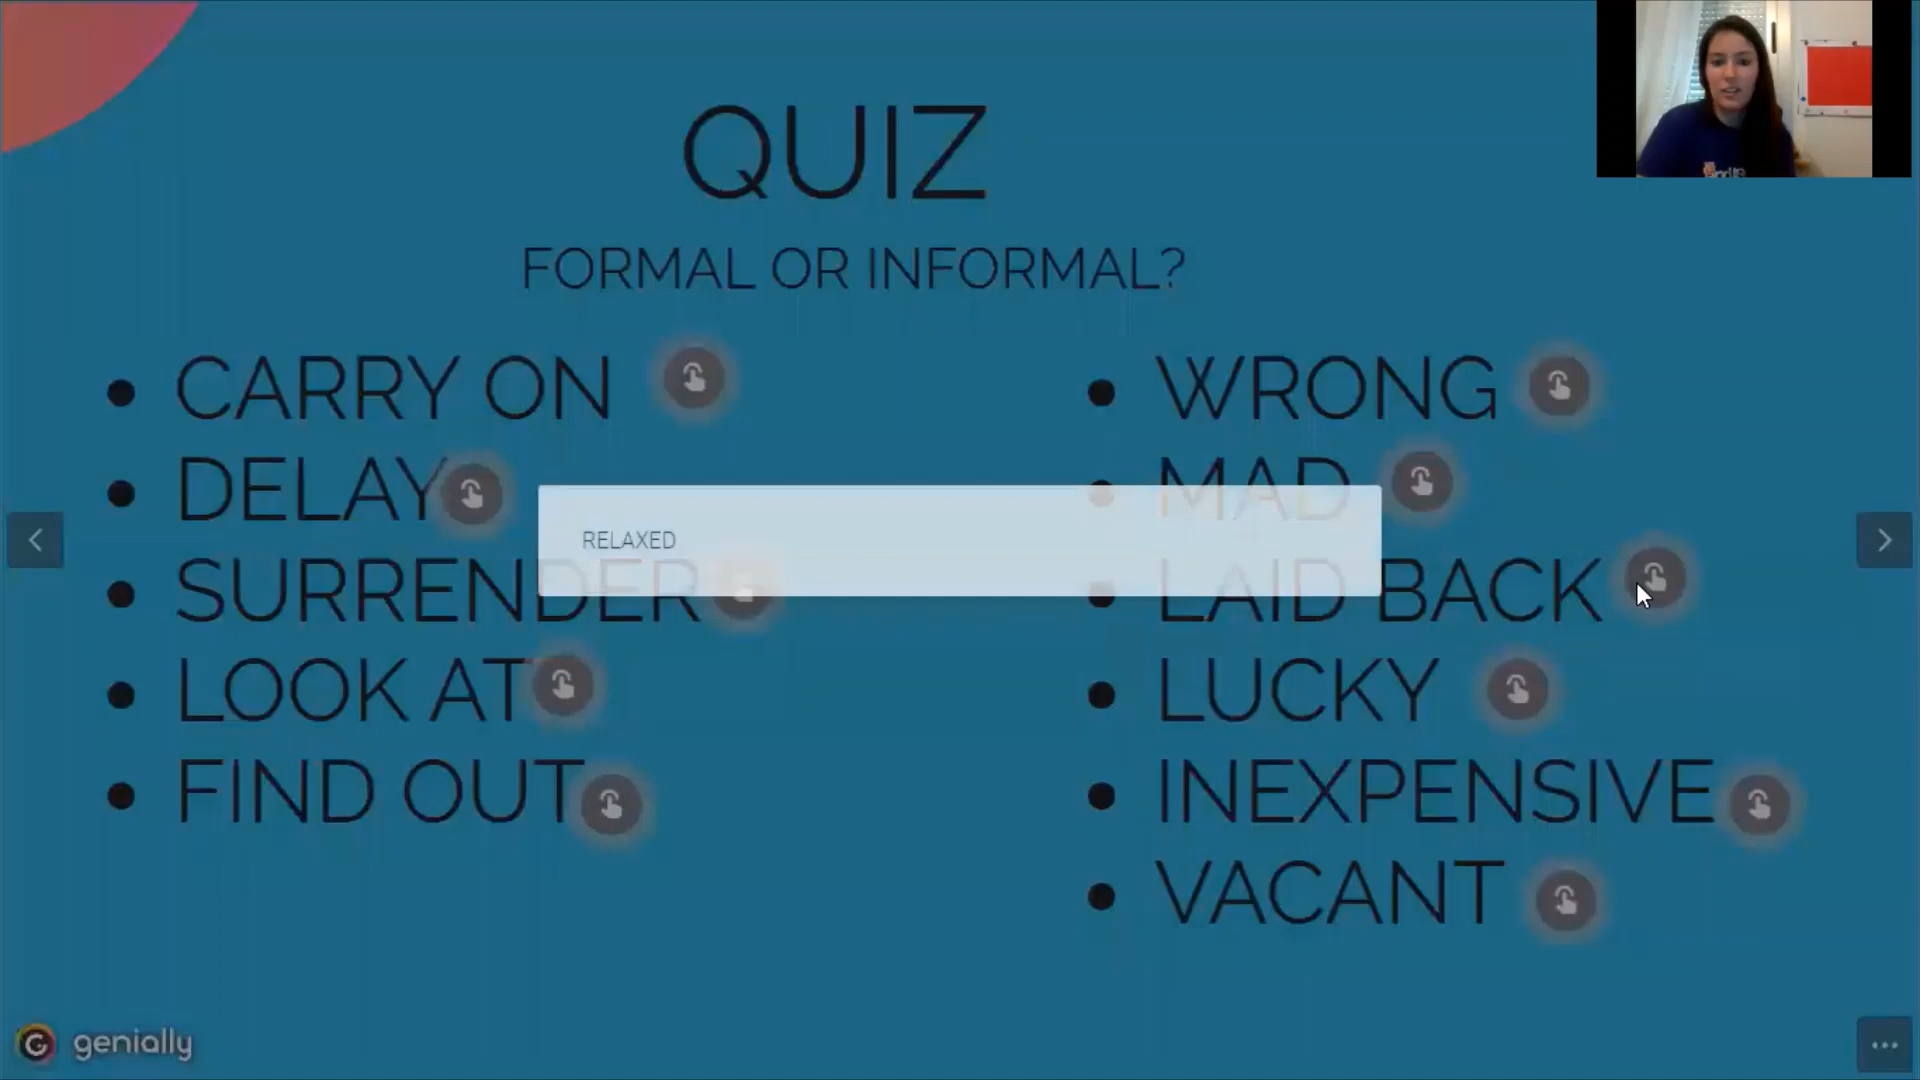 QUIZ
FORMAL OR INFORMAL?
• CARRY ON
• DELAY
• SURRENDER
• LOOK AT
• FIND OUT
• WRONG
• MAD
• LAID BACK
• LUCKY
• INEXPENSIVE
• VACANT
RELAXED
genially